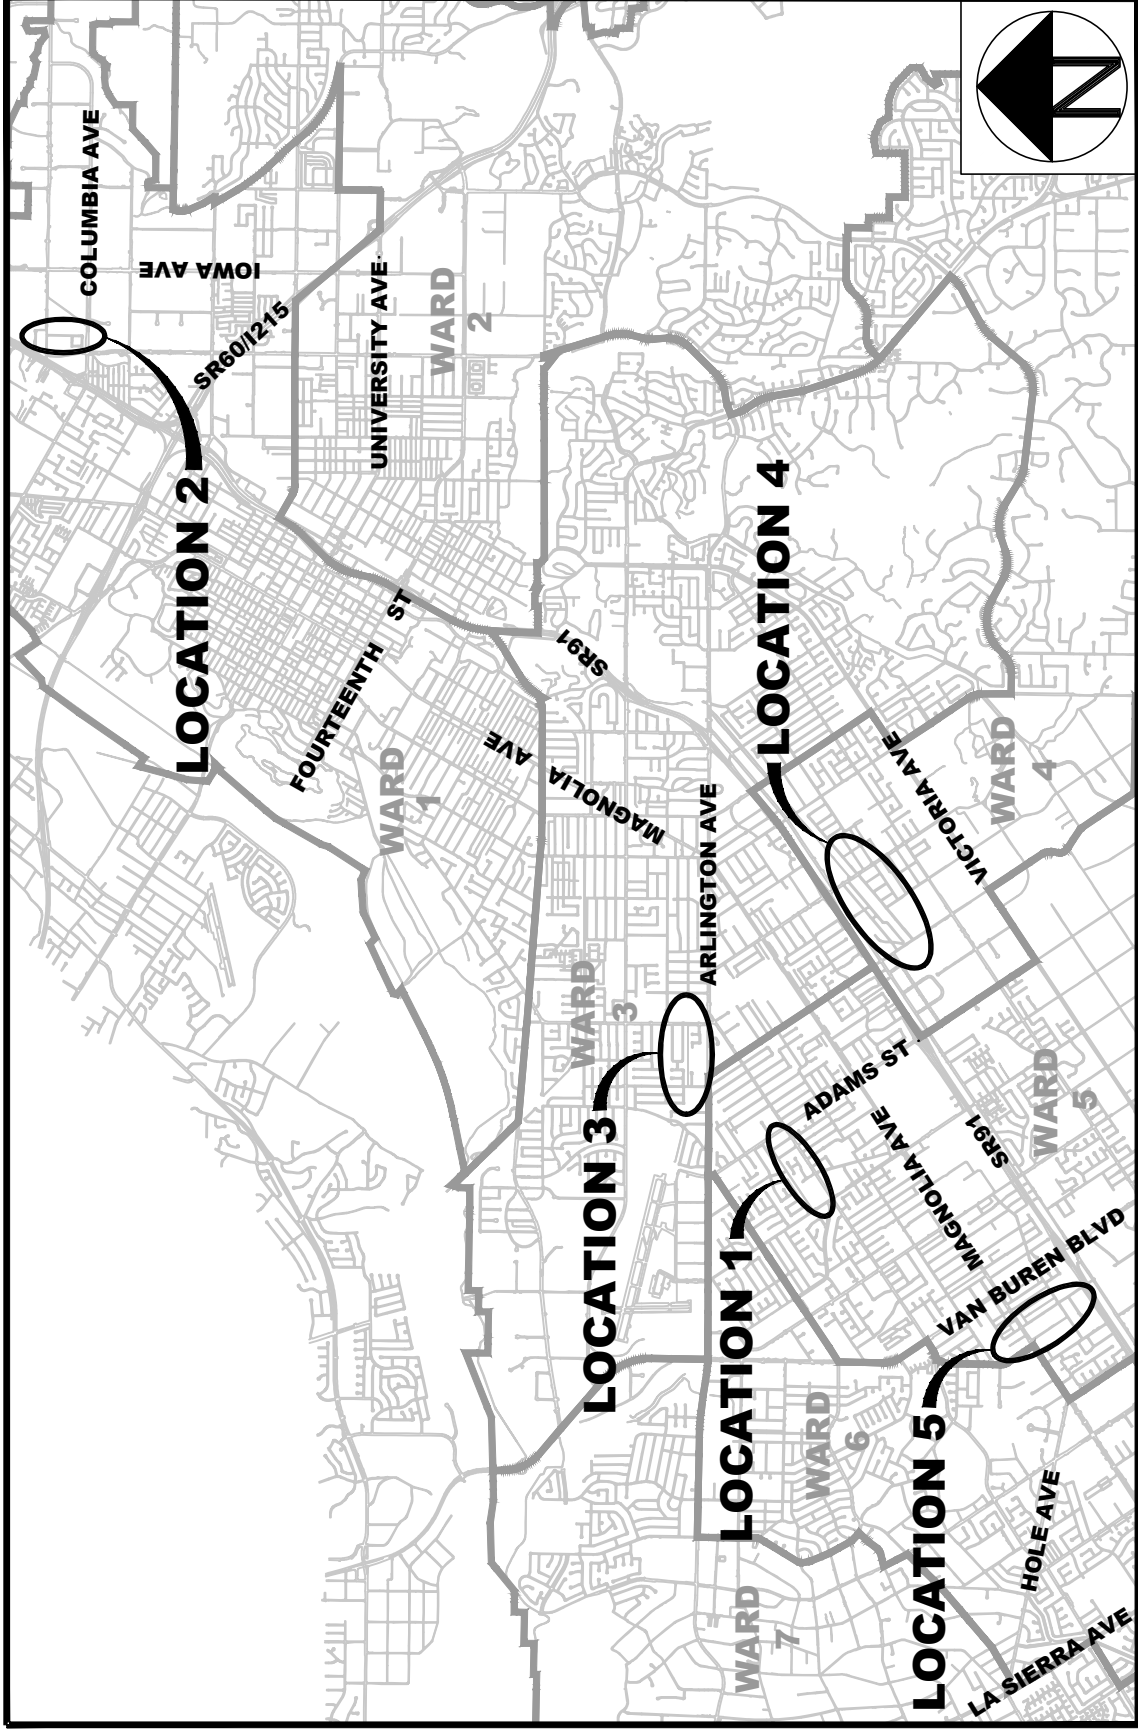 COLUMBIA AVE
IOWA AVE
SR60/I215
UNIVERSITY AVE.
WARD
2
LOCATION 2
FOURTEENTH ST
WARD
1
SR91
MAGNOLIA AVE
LOCATION 4
ARLINGTON AVE
VICTORIA AVE
WARD
4
WARD
3
LOCATION 3
ADAMS ST
MAGNOLIA AVE
SR91
WARD
5
LOCATION 1
VAN BUREN BLVD
WARD
6
LOCATION 5
HOLE AVE
WARD
7
LA SIERRA AVE
N